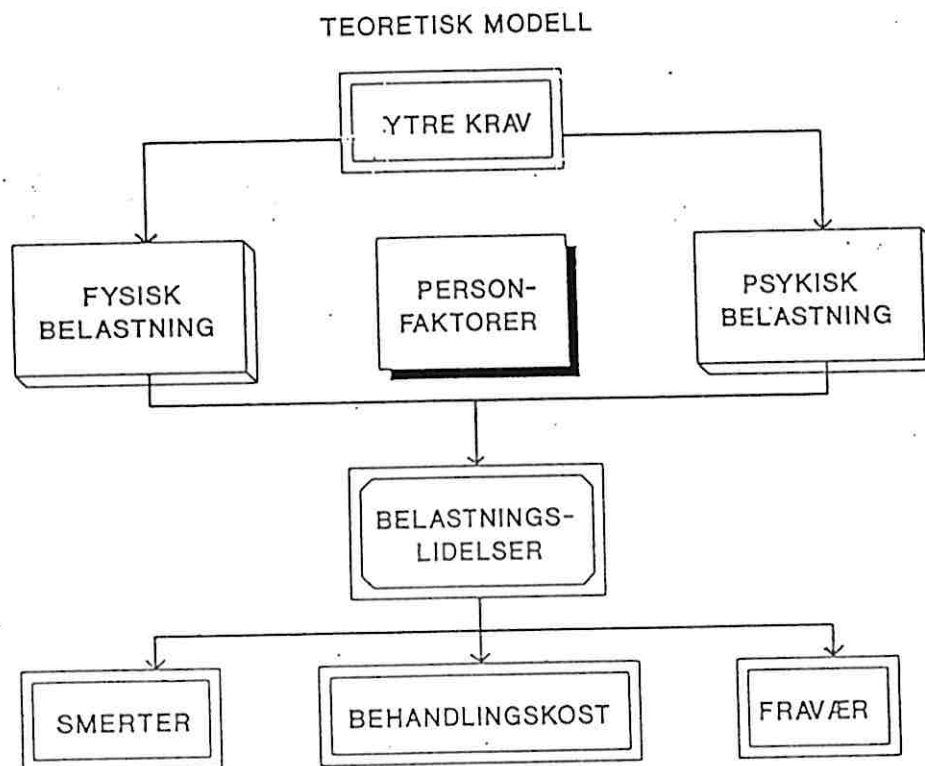 TEORETISK MODELL
YTRE KRAV
FYSISK
BELASTNING
PERSON-
FAKTORER
PSYKISK
BELASTNING
BELASTNINGS-
LIDELSER
SMERTER
BEHANDLINGSKOST
FRAVÆR